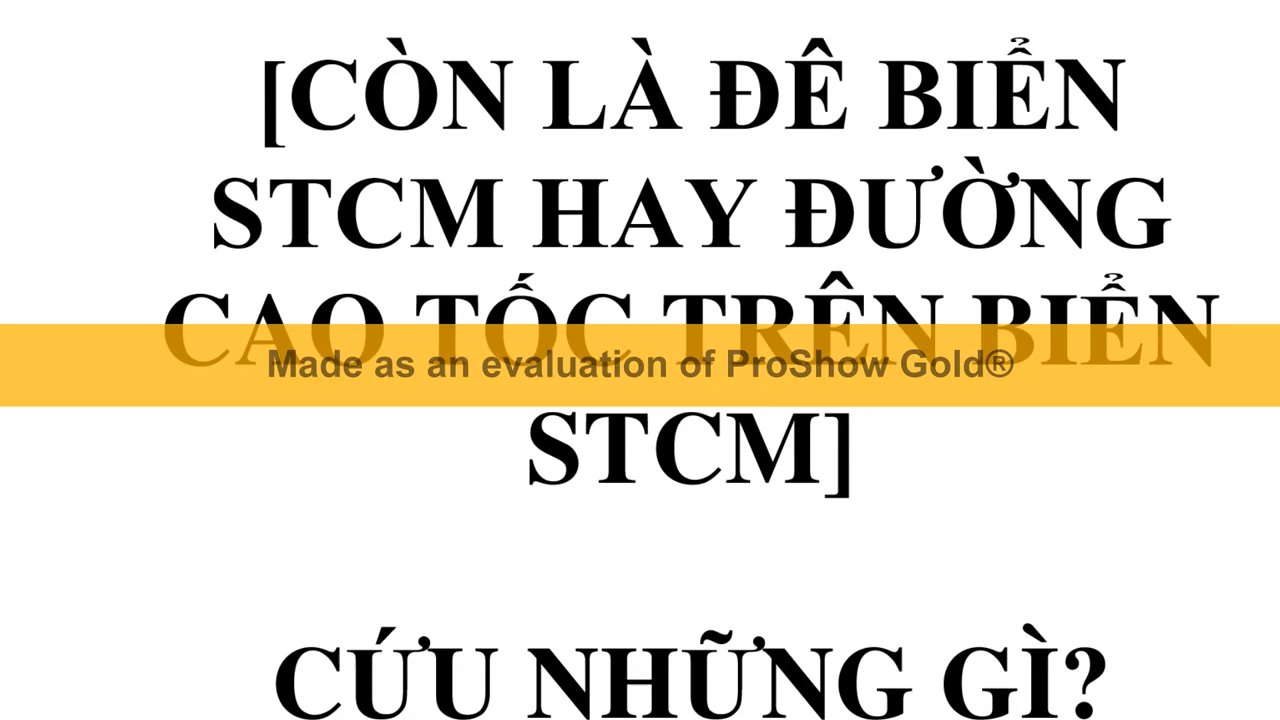 [CÒN LÀ ĐÊ BIỂN
STCM HAY ĐƯỜNG
CAO TỐC TRÊN BIỂN
Made as an evaluation of ProShow Gold®
STCM]
CỨU NHỮNG GÌ?